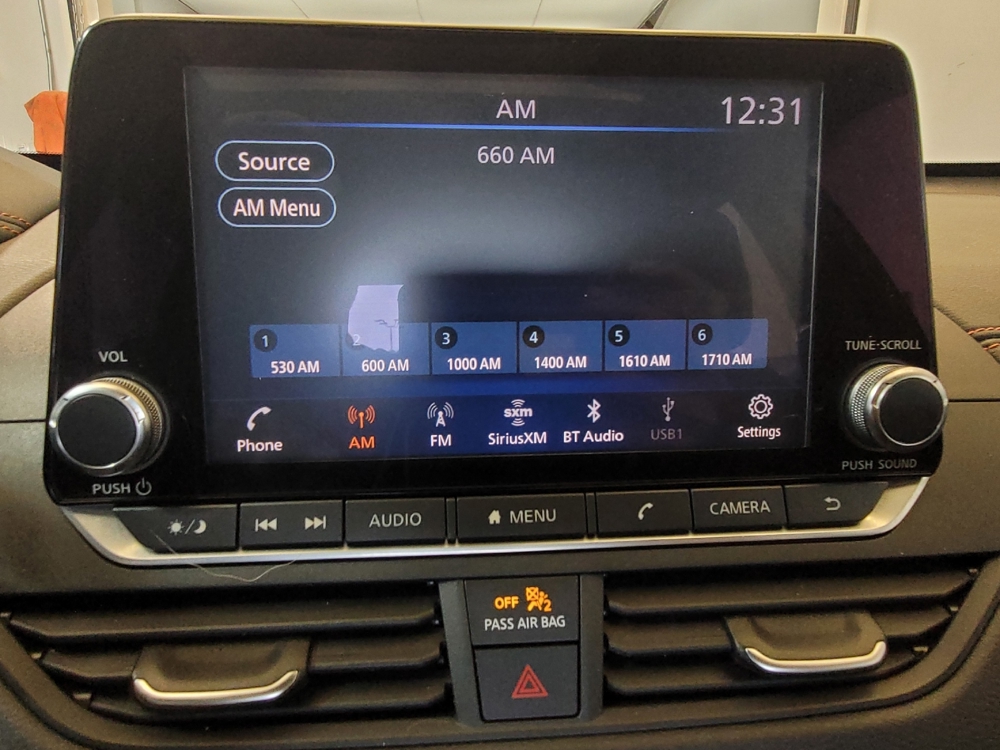 AM
12:31
660 AM
Source
AM Menu
1
530 AM
2
600 AM
3
1000 AM
4
1400 AM
5
1610 AM
6
1710 AM
Phone
AM
FM
sxm
SiriusXM
BT Audio
USB1
Settings
VOL
PUSH
TUNE·SCROLL
PUSH SOUND
AUDIO
MENU
CAMERA
OFF 2
PASS AIR BAG